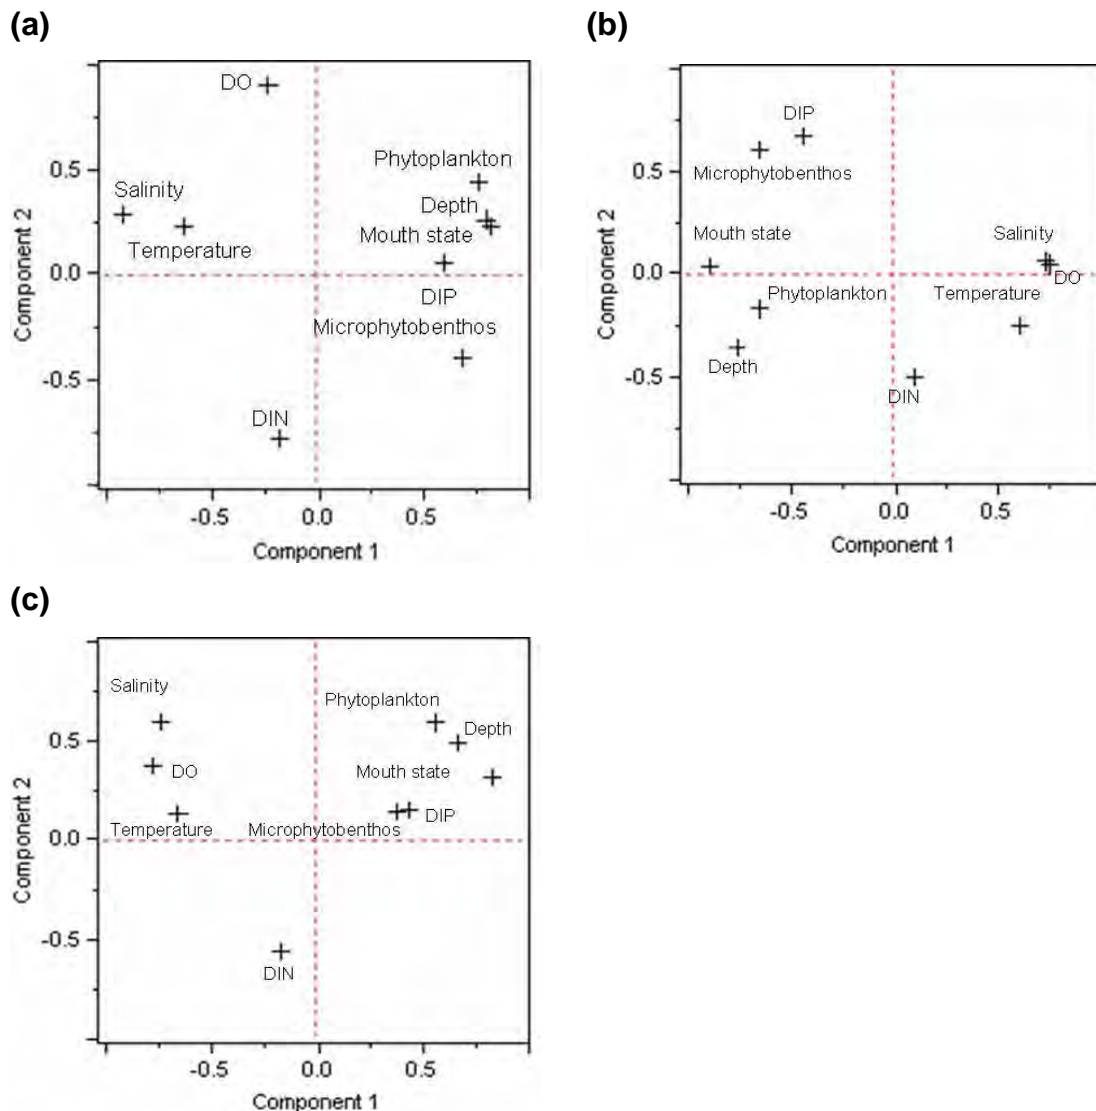 (a)
DO
Phytoplankton
0.5
Salinity
Depth
Mouth state
Temperature
0.0
DIP
Microphytobenthos
-0.5
DIN
Component 2
-0.5 0.0 0.5
Component 1
(b)
DIP
0.5
Microphytobenthos
Mouth state
Salinity
0.0
Phytoplankton
Temperature
DO
Depth
-0.5
DIN
Component 2
-0.5 0.0 0.5
Component 1
(c)
Salinity
Phytoplankton
Depth
0.5
DO
Mouth state
DIP
Temperature
Microphytobenthos
0.0
-0.5
DIN
Component 2
-0.5 0.0 0.5
Component 1